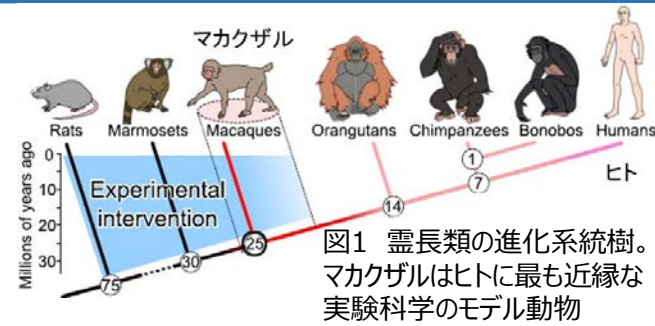 マカクザル
Rats Marmosets Macaques Orangutans Chimpanzees Bonobos Humans
Millions of years ago
0
10
20
30
Experimental
intervention
75
30
25
14
7
1
ヒト
図1 霊長類の進化系統樹。
マカクザルはヒトに最も近縁な
実験科学のモデル動物